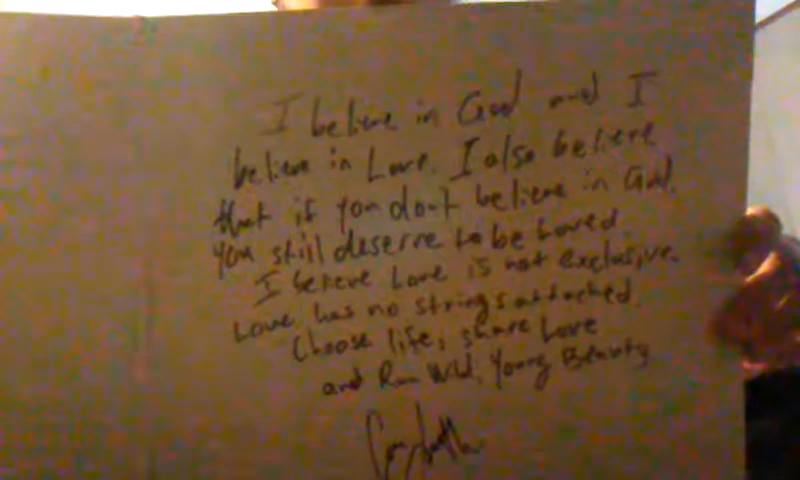 I believe in God and I
believe in Love. I also believe
that if you don't believe in God,
you still deserve to be Loved.
I believe Love is not exclusive.
Love has no strings attached.
Choose life, share Love
and Run Wild, Young Beauty